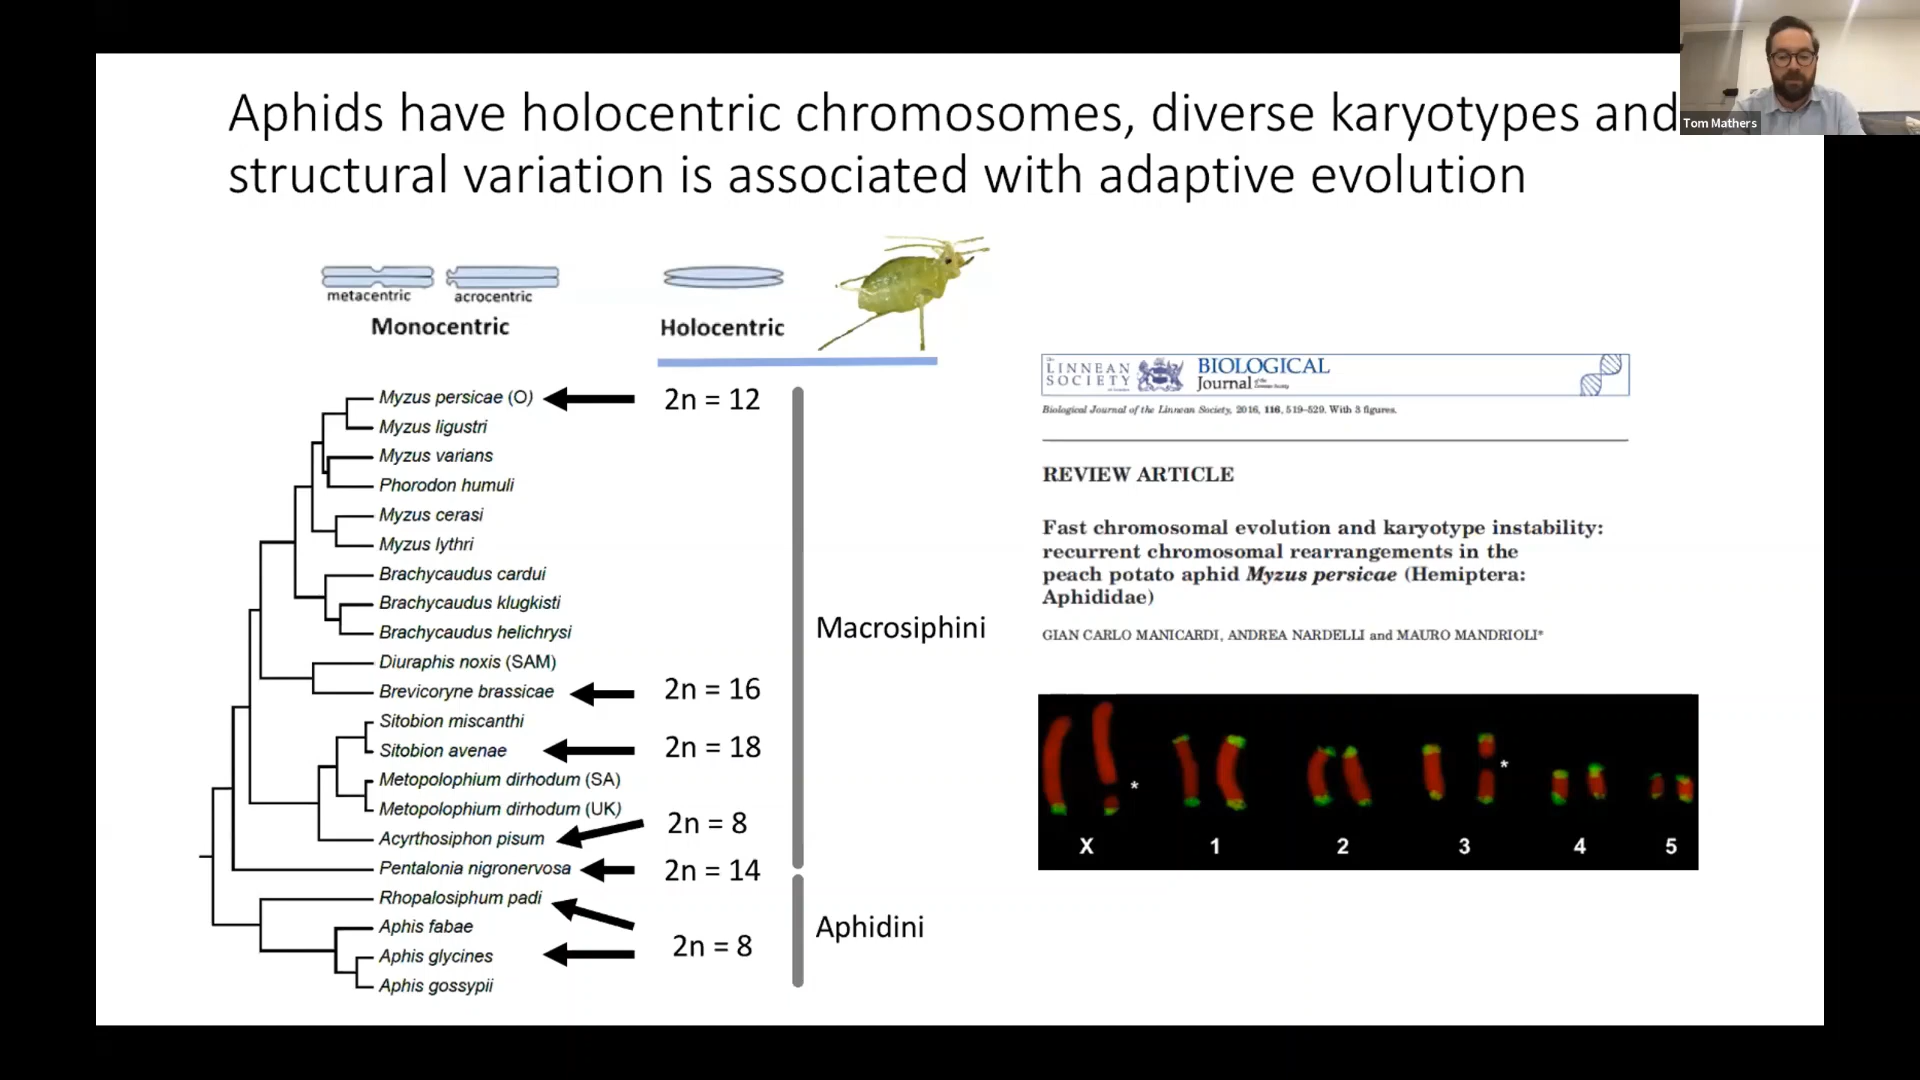 Aphids have holocentric chromosomes, diverse karyotypes and
structural variation is associated with adaptive evolution
Tom Mathers
metacentric
acrocentric
Monocentric
Holocentric
Myzus persicae (O)
2n = 12
Myzus ligustri
Myzus varians
Phorodon humuli
Myzus cerasi
Myzus lythri
Brachycaudus cardui
Brachycaudus klugkisti
Brachycaudus helichrysi
Diuraphis noxis (SAM)
Brevicoryne brassicae
2n = 16
Sitobion miscanthi
Sitobion avenae
2n = 18
Metopolophium dirhodum (SA)
Metopolophium dirhodum (UK)
Acyrthosiphon pisum
2n = 8
Pentalonia nigronervosa
2n = 14
Rhopalosiphum padi
Aphis fabae
Aphis glycines
2n = 8
Aphis gossypii
Macrosiphini
Aphidini
The
LINNEAN
SOCIETY
BIOLOGICAL
Journal of the Linnean Society
Biological Journal of the Linnean Society, 2016, 116, 519–529. With 3 figures.
REVIEW ARTICLE
Fast chromosomal evolution and karyotype instability:
recurrent chromosomal rearrangements in the
peach potato aphid Myzus persicae (Hemiptera:
Aphididae)
GIAN CARLO MANICARDI, ANDREA NARDELLI and MAURO MANDRIOLI*
* *
X 1 2 3 4 5